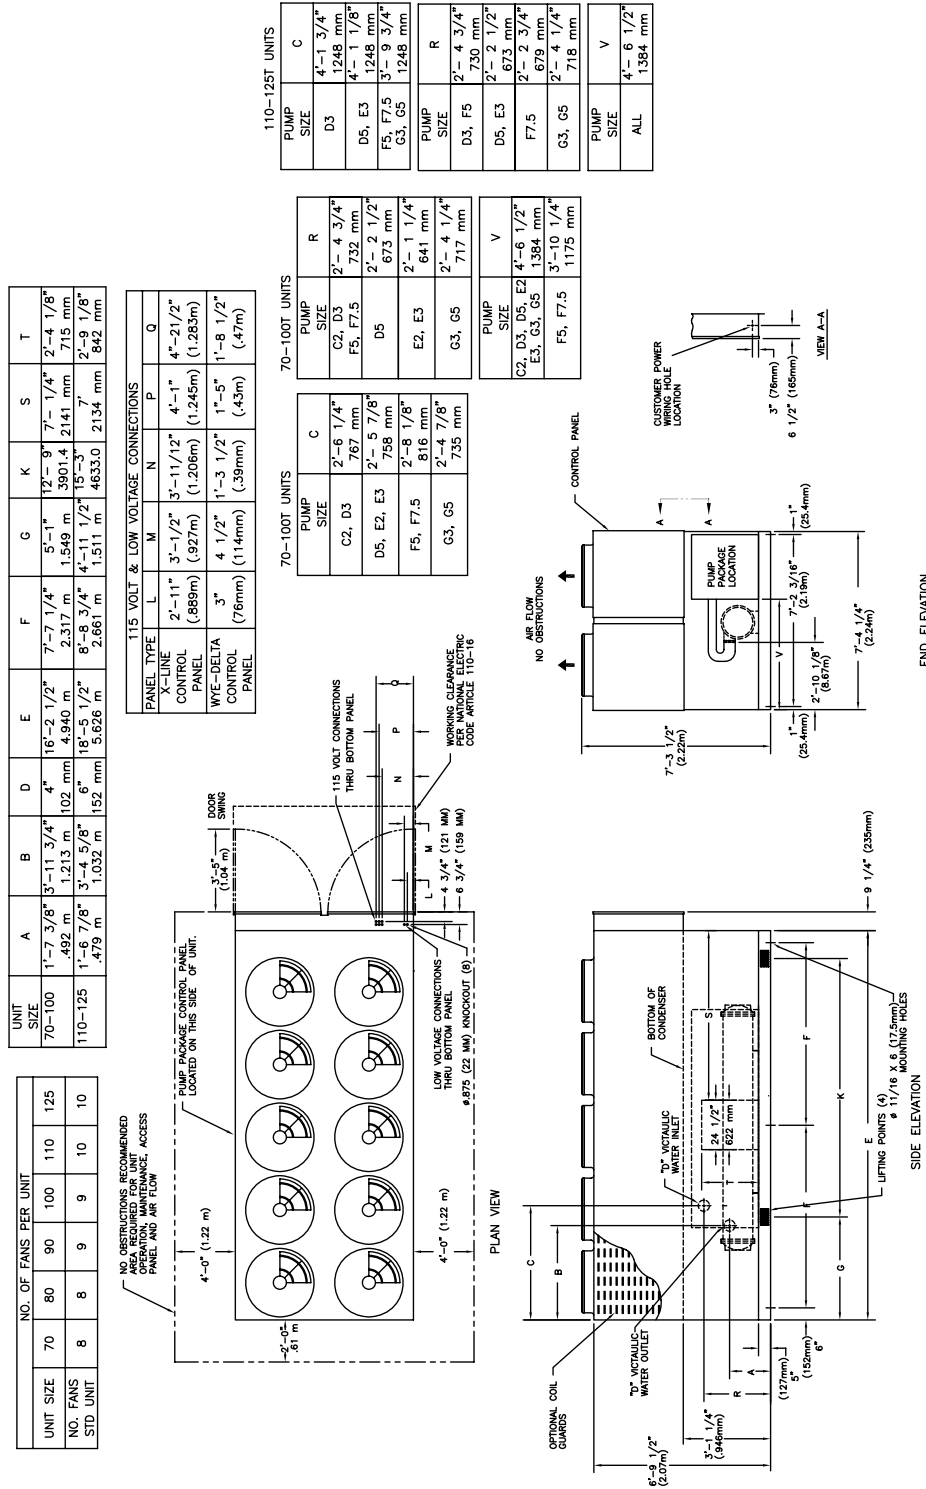 NO. OF FANS PER UNIT
UNIT SIZE 70 80 90 100 110 125
NO. FANS STD UNIT 8 8 9 9 10 10
UNIT SIZE A B D E F G K S T
70-100 1'-7 3/8" 3'-11 3/4" 4" 16'-2 1/2" 7'-7 1/4" 5'-1" 12'- 9" 7'- 1/4" 2'-4 1/8"
.492 m 1.213 m 102 mm 4.940 m 2.317 m 1.549 m 3901.4 2141 mm 715 mm
110-125 1'-6 7/8" 3'-4 5/8" 6" 18'-5 1/2" 8'-8 3/4" 4'-11 1/2" 15'-3" 7' 2'-9 1/8"
.479 m 1.032 m 152 mm 5.626 m 2.661 m 1.511 m 4633.0 2134 mm 842 mm
115 VOLT & LOW VOLTAGE CONNECTIONS
PANEL TYPE L M N P Q
X-LINE CONTROL PANEL 2'-11" 3'-1/2" 3'-11/12" 4'-1" 4"-21/2"
(.889m) (.927m) (1.206m) (1.245m) (1.283m)
WYE-DELTA CONTROL PANEL 3" 4 1/2" 1'-3 1/2" 1"-5" 1'-8 1/2"
(76mm) (114mm) (.39mm) (.43m) (.47m)
70-100T UNITS
PUMP SIZE C
C2, D3 2'-6 1/4" 767 mm
D5, E2, E3 2'- 5 7/8" 758 mm
F5, F7.5 2'-8 1/8" 816 mm
G3, G5 2'-4 7/8" 735 mm
70-100T UNITS
PUMP SIZE R
C2, D3 F5, F7.5 2'- 4 3/4" 732 mm
D5 2'- 2 1/2" 673 mm
E2, E3 2'- 1 1/4" 641 mm
G3, G5 2'- 4 1/4" 717 mm
PUMP SIZE V
C2, D3, D5, E2 E3, G3, G5 4'-6 1/2" 1384 mm
F5, F7.5 3'-10 1/4" 1175 mm
110-125T UNITS
PUMP SIZE C
D3 4'-1 3/4" 1248 mm
D5, E3 4'- 1 1/8" 1248 mm
F5, F7.5 G3, G5 3'- 9 3/4" 1248 mm
PUMP SIZE R
D3, F5 2'- 4 3/4" 730 mm
D5, E3 2'- 2 1/2" 673 mm
F7.5 2'- 2 3/4" 679 mm
G3, G5 2'- 4 1/4" 718 mm
PUMP SIZE V
ALL 4'- 6 1/2" 1384 mm
NO OBSTRUCTIONS RECOMMENDED
AREA REQUIRED FOR UNIT
OPERATION, MAINTENANCE, ACCESS
PANEL AND AIR FLOW
PUMP PACKAGE CONTROL PANEL
LOCATED ON THIS SIDE OF UNIT.
4'-0" (1.22 m)
4'-0" (1.22 m)
2'-0"
.61 m
3'-5"
(1.04 m)
DOOR
SWING
115 VOLT CONNECTIONS
THRU BOTTOM PANEL
WORKING CLEARANCE
PER NATIONAL ELECTRIC
CODE ARTICLE 110-16
Q
P
N
M
L
4 3/4" (121 MM)
6 3/4" (159 MM)
LOW VOLTAGE CONNECTIONS
THRU BOTTOM PANEL
ø.875 (22 MM) KNOCKOUT (8)
PLAN VIEW
OPTIONAL COIL
GUARDS
"D" VICTAULIC
WATER OUTLET
"D" VICTAULIC
WATER INLET
BOTTOM OF
CONDENSER
C
B
T
S
24 1/2"
622 mm
9 1/4" (235mm)
6'-9 1/2"
(2.07m)
3'-1 1/4"
(.946mm)
R
A
(127mm)
5"
(152mm)
6"
G
F
F
K
E
LIFTING POINTS (4)
ø 11/16 X 6 (17.5mm)
MOUNTING HOLES
SIDE ELEVATION
AIR FLOW
NO OBSTRUCTIONS
CONTROL PANEL
PUMP
PACKAGE
LOCATION
A
A
7'-3 1/2"
(2.22m)
1"
(25.4mm)
2'-10 1/8"
(8.67m)
V
7'-2 3/16"
(2.19m)
7'-4 1/4"
(2.24m)
1"
(25.4mm)
END ELEVATION
CUSTOMER POWER
WIRING HOLE
LOCATION
3" (76mm)
6 1/2" (165mm)
VIEW A-A